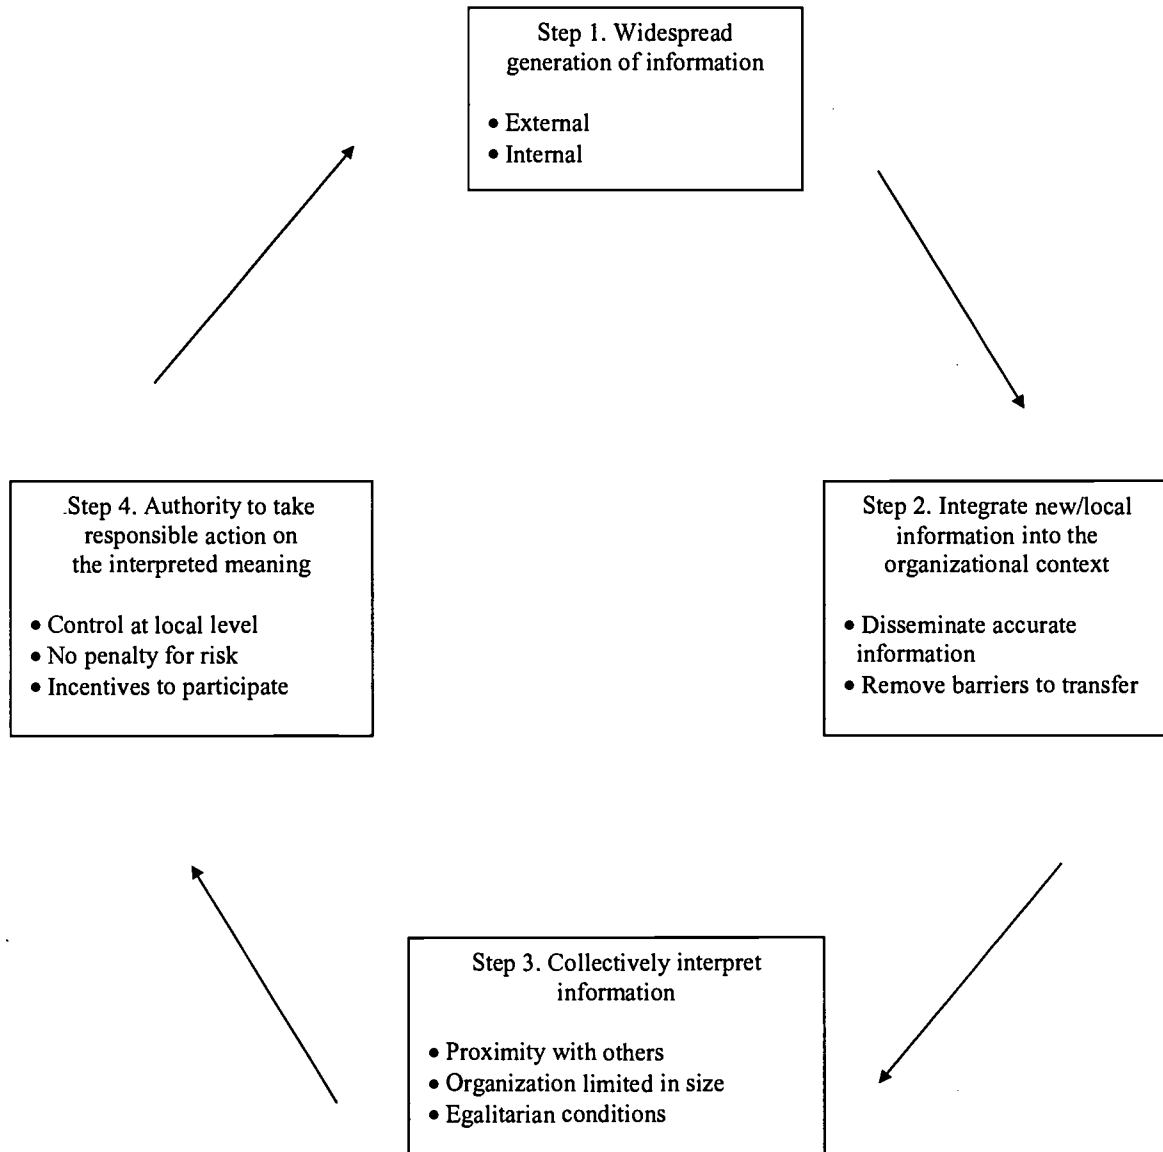 Step 1. Widespread
generation of information
• External
• Internal
Step 2. Integrate new/local
information into the
organizational context
• Disseminate accurate
information
• Remove barriers to transfer
Step 3. Collectively interpret
information
• Proximity with others
• Organization limited in size
• Egalitarian conditions
Step 4. Authority to take
responsible action on
the interpreted meaning
• Control at local level
• No penalty for risk
• Incentives to participate